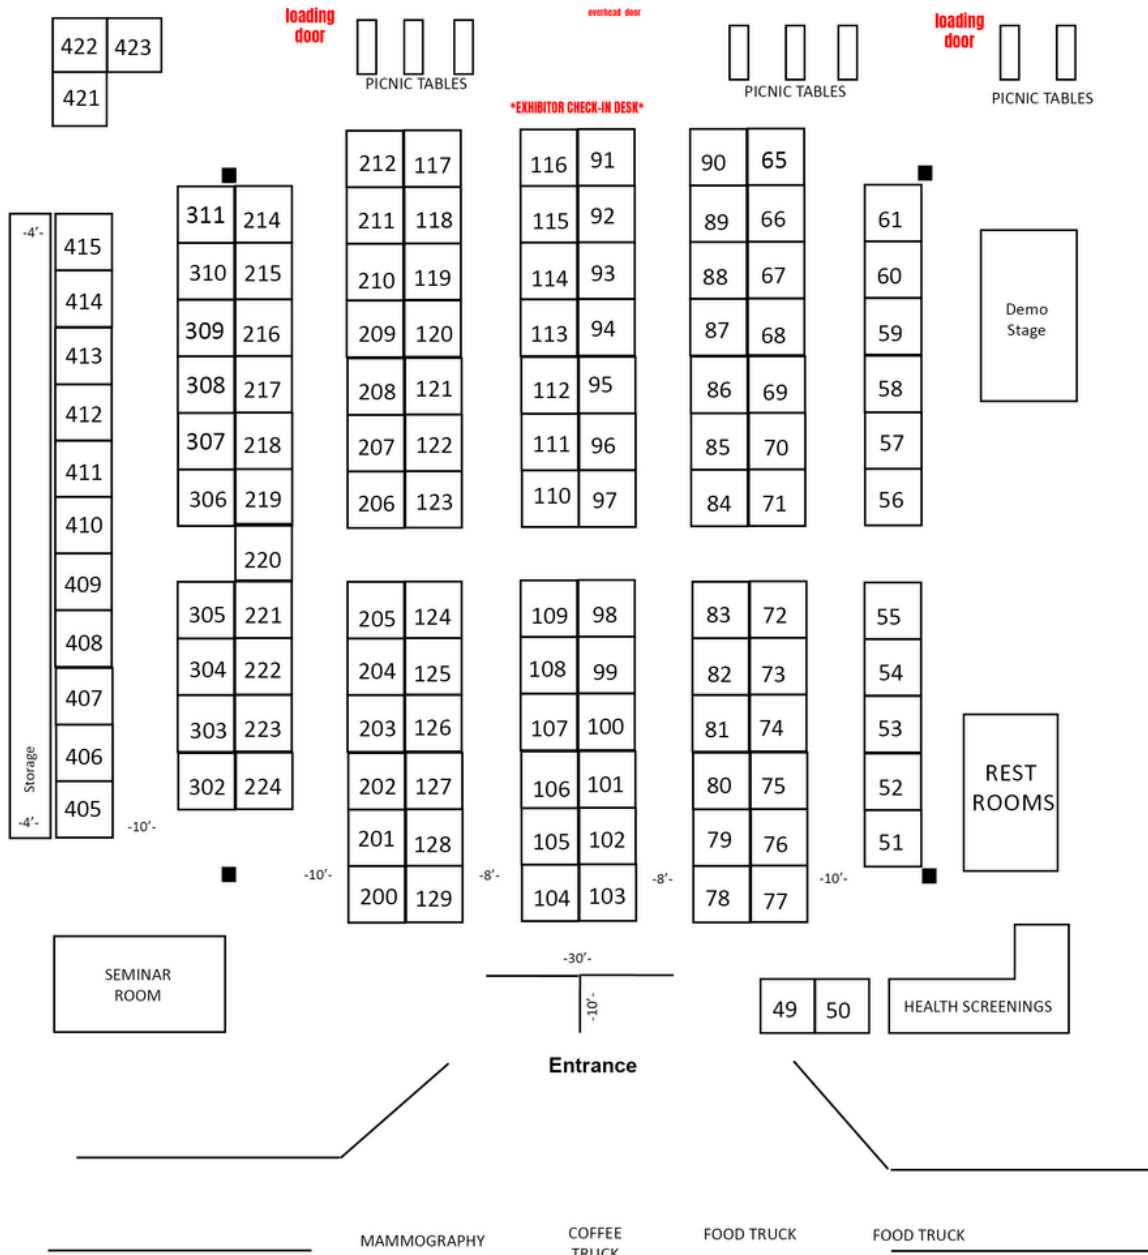 loading
door
overhead door
loading
door
422 423
421
PICNIC TABLES
PICNIC TABLES
PICNIC TABLES
*EXHIBITOR CHECK-IN DESK*
212 117 116 91 90 65
311 214 211 118 115 92 89 66 61
-4'- 415
310 215 210 119 114 93 88 67 60
414
309 216 209 120 113 94 87 68 59
Demo
Stage
413
308 217 208 121 112 95 86 69 58
412
307 218 207 122 111 96 85 70 57
411
306 219 206 123 110 97 84 71 56
410
220
409
305 221 205 124 109 98 83 72 55
408
304 222 204 125 108 99 82 73 54
407
303 223 203 126 107 100 81 74 53
406
Storage
302 224 202 127 106 101 80 75 52
REST
ROOMS
405
-4'- -10'-
201 128 105 102 79 76 51
-10'- -8'- -8'- -10'-
200 129 104 103 78 77
SEMINAR
ROOM
-30'-
-10'-
49 50
HEALTH SCREENINGS
Entrance
MAMMOGRAPHY
COFFEE
TRUCK
FOOD TRUCK
FOOD TRUCK